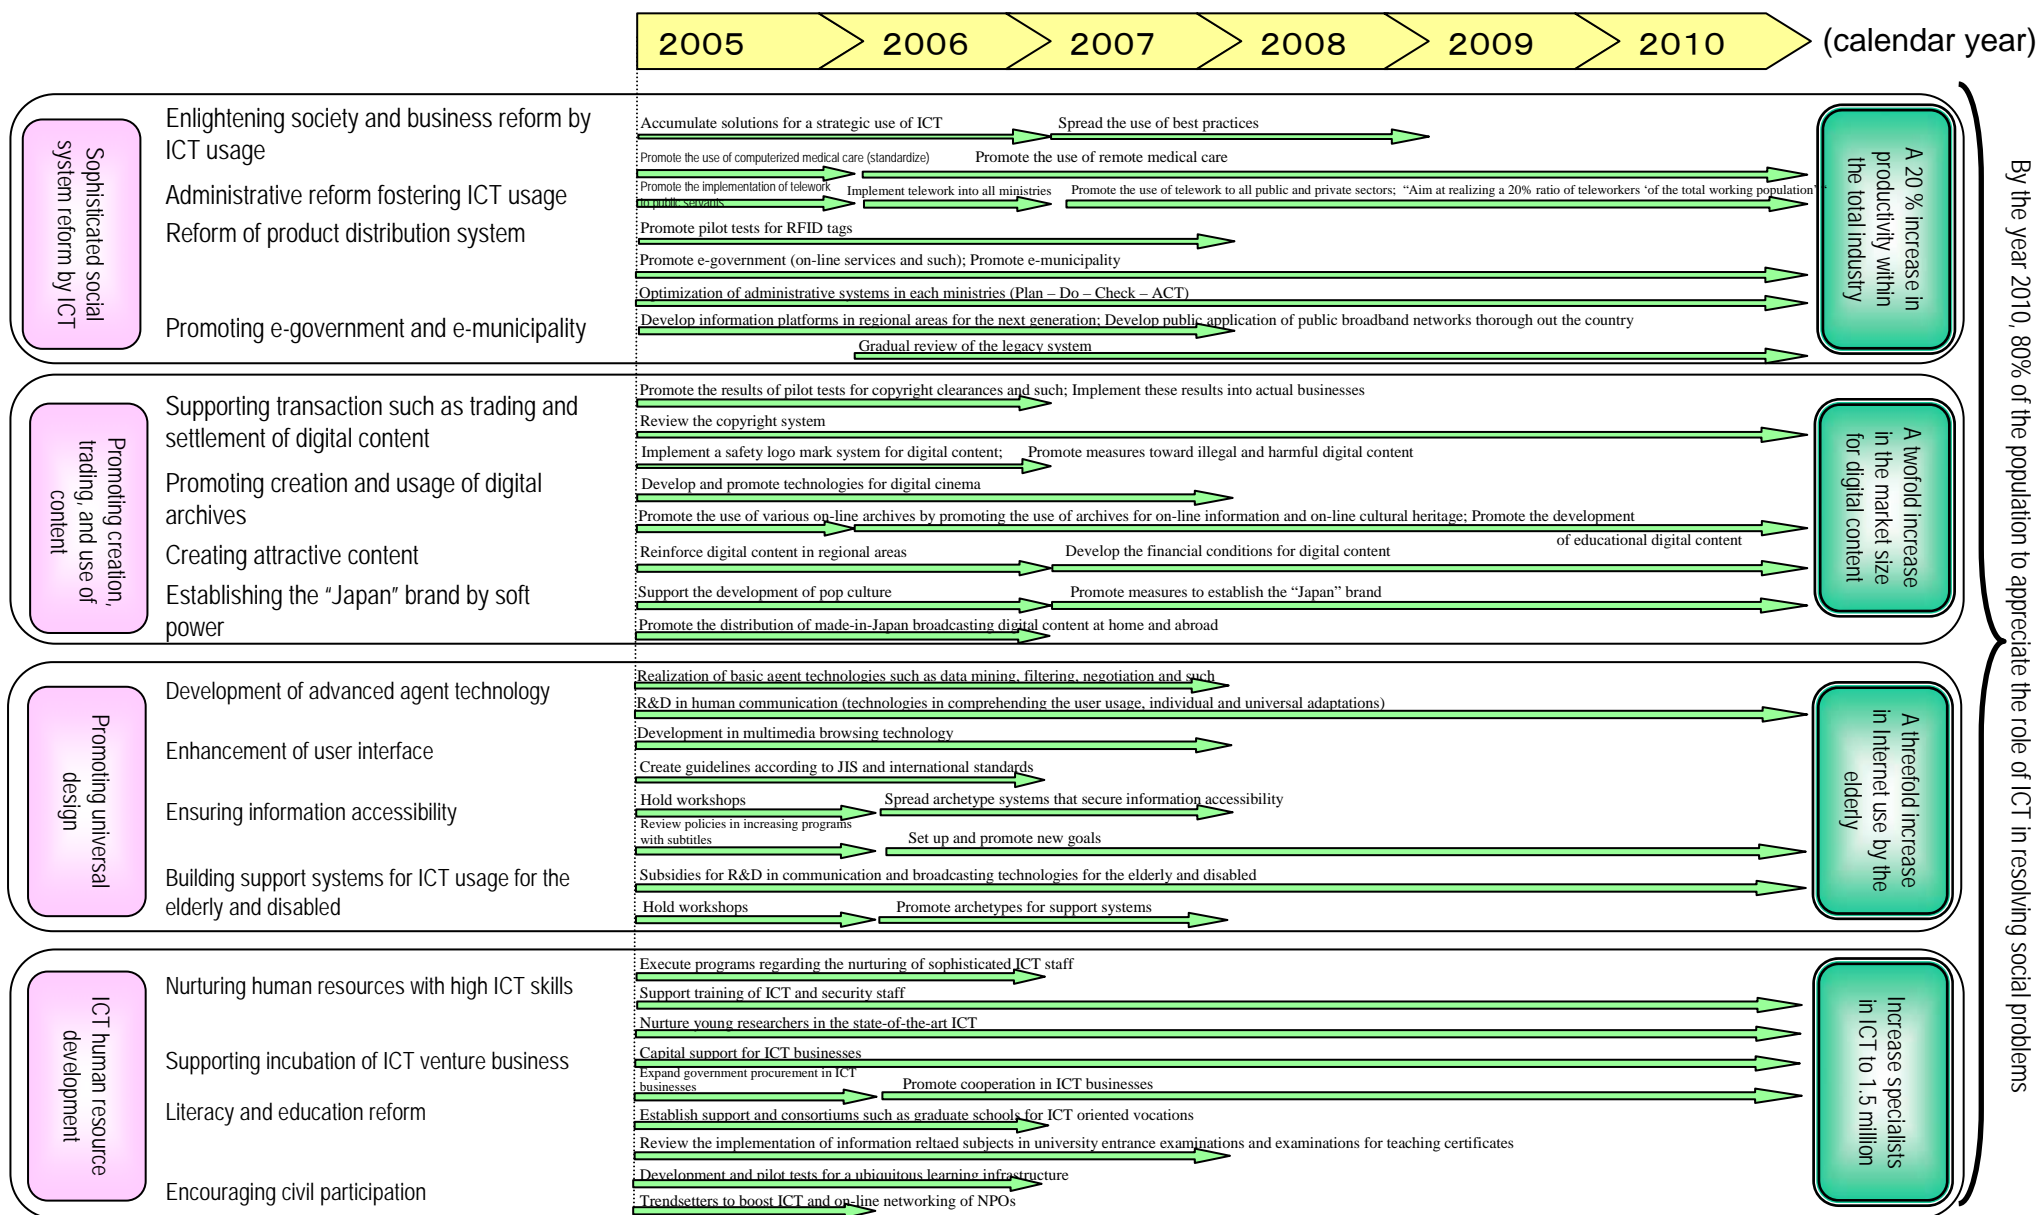 2005
2006
2007
2008
2009
2010
(calendar year)
Sophisticated social
system reform by ICT
Enlightening society and business reform by
ICT usage
Administrative reform fostering ICT usage
Reform of product distribution system
Promoting e-government and e-municipality
Accumulate solutions for a strategic use of ICT
Spread the use of best practices
Promote the use of computerized medical care (standardize)
Promote the use of remote medical care
Promote the implementation of telework
to public servants
Implement telework into all ministries
Promote the use of telework to all public and private sectors; “Aim at realizing a 20% ratio of teleworkers ‘of the total working population’ “
Promote pilot tests for RFID tags
Promote e-government (on-line services and such); Promote e-municipality
Optimization of administrative systems in each ministries (Plan – Do – Check – ACT)
Develop information platforms in regional areas for the next generation; Develop public application of public broadband networks thorough out the country
Gradual review of the legacy system
A 20 % increase in
productivity within
the total industry
Promoting creation,
trading, and use of
content
Supporting transaction such as trading and
settlement of digital content
Promoting creation and usage of digital
archives
Creating attractive content
Establishing the “Japan” brand by soft
power
Promote the results of pilot tests for copyright clearances and such; Implement these results into actual businesses
Review the copyright system
Implement a safety logo mark system for digital content;
Promote measures toward illegal and harmful digital content
Develop and promote technologies for digital cinema
Promote the use of various on-line archives by promoting the use of archives for on-line information and on-line cultural heritage; Promote the development
of educational digital content
Reinforce digital content in regional areas
Develop the financial conditions for digital content
Support the development of pop culture
Promote measures to establish the “Japan” brand
Promote the distribution of made-in-Japan broadcasting digital content at home and abroad
A twofold increase
in the market size
for digital content
Promoting universal
design
Development of advanced agent technology
Enhancement of user interface
Ensuring information accessibility
Building support systems for ICT usage for the
elderly and disabled
Realization of basic agent technologies such as data mining, filtering, negotiation and such
R&D in human communication (technologies in comprehending the user usage, individual and universal adaptations)
Development in multimedia browsing technology
Create guidelines according to JIS and international standards
Hold workshops
Spread archetype systems that secure information accessibility
Review policies in increasing programs
with subtitles
Set up and promote new goals
Subsidies for R&D in communication and broadcasting technologies for the elderly and disabled
Hold workshops
Promote archetypes for support systems
A threefold increase
in Internet use by the
elderly
ICT human resource
development
Nurturing human resources with high ICT skills
Supporting incubation of ICT venture business
Literacy and education reform
Encouraging civil participation
Execute programs regarding the nurturing of sophisticated ICT staff
Support training of ICT and security staff
Nurture young researchers in the state-of-the-art ICT
Capital support for ICT businesses
Expand government procurement in ICT
businesses
Promote cooperation in ICT businesses
Establish support and consortiums such as graduate schools for ICT oriented vocations
Review the implementation of information reltaed subjects in university entrance examinations and examinations for teaching certificates
Development and pilot tests for a ubiquitous learning infrastructure
Trendsetters to boost ICT and on-line networking of NPOs
Increase specialists
in ICT to 1.5 million
By the year 2010, 80% of the population to appreciate the role of ICT in resolving social problems